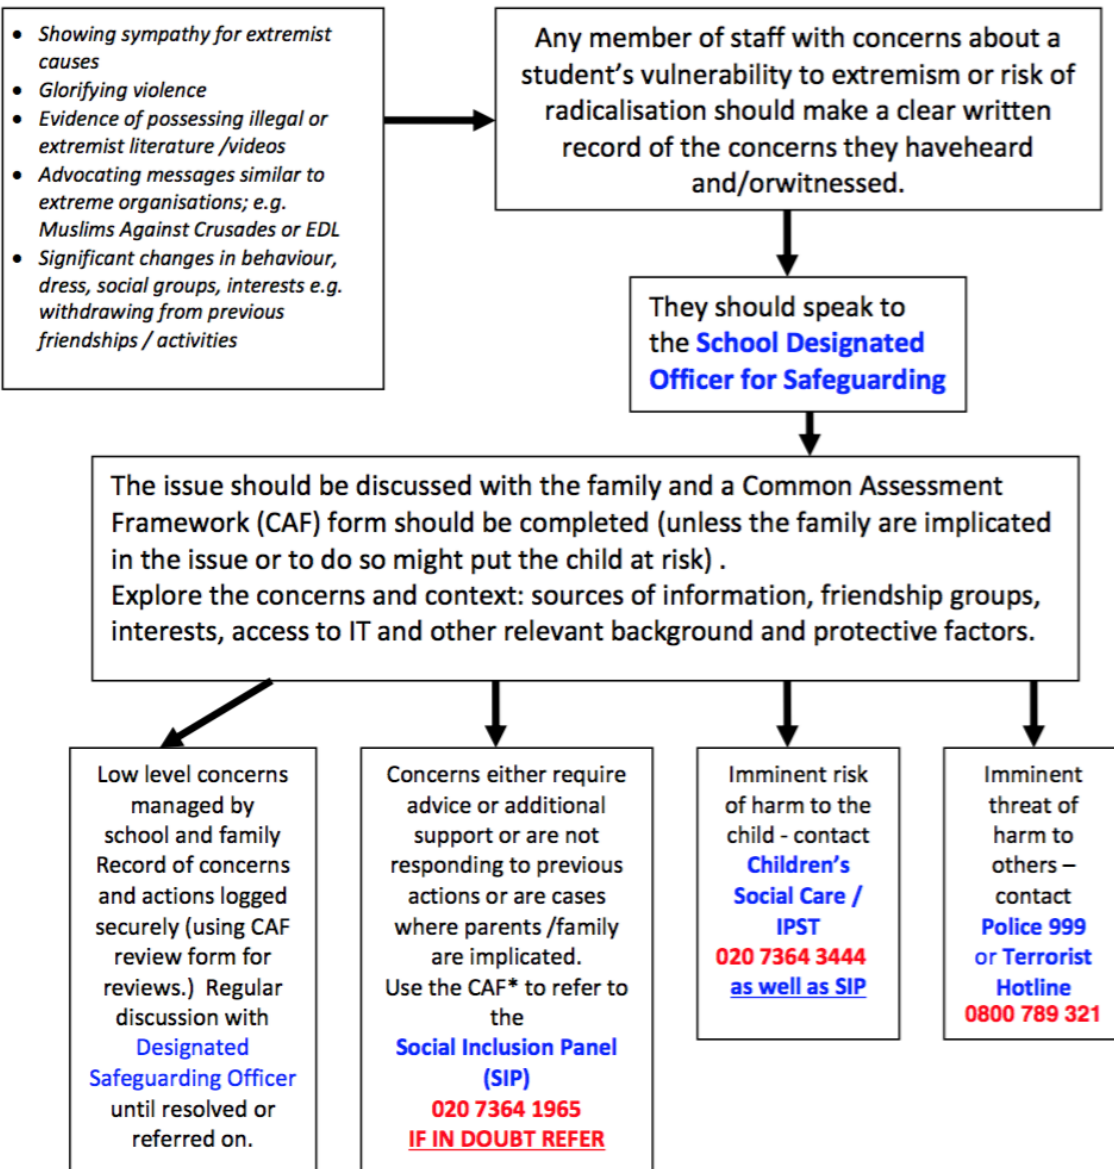 • Showing sympathy for extremist
causes
• Glorifying violence
• Evidence of possessing illegal or
extremist literature /videos
• Advocating messages similar to
extreme organisations; e.g.
Muslims Against Crusades or EDL
• Significant changes in behaviour,
dress, social groups, interests e.g.
withdrawing from previous
friendships / activities
Any member of staff with concerns about a
student’s vulnerability to extremism or risk of
radicalisation should make a clear written
record of the concerns they haveheard
and/orwitnessed.
They should speak to
the School Designated
Officer for Safeguarding
The issue should be discussed with the family and a Common Assessment
Framework (CAF) form should be completed (unless the family are implicated
in the issue or to do so might put the child at risk) .
Explore the concerns and context: sources of information, friendship groups,
interests, access to IT and other relevant background and protective factors.
Low level concerns
managed by
school and family
Record of concerns
and actions logged
securely (using CAF
review form for
reviews.) Regular
discussion with
Designated
Safeguarding Officer
until resolved or
referred on.
Concerns either require
advice or additional
support or are not
responding to previous
actions or are cases
where parents /family
are implicated.
Use the CAF* to refer to
the
Social Inclusion Panel
(SIP)
020 7364 1965
IF IN DOUBT REFER
Imminent risk
of harm to the
child - contact
Children’s
Social Care /
IPST
020 7364 3444
as well as SIP
Imminent
threat of
harm to
others –
contact
Police 999
or Terrorist
Hotline
0800 789 321